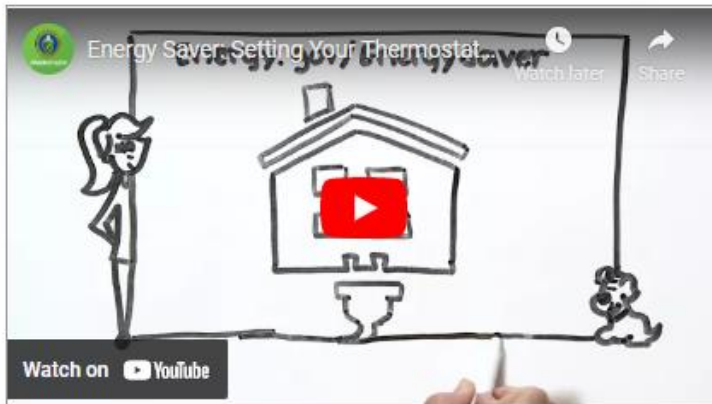 Energy Saver: Setting Your Thermostat...
Energy.gov/energysaver
Watch later
Share
Watch on YouTube